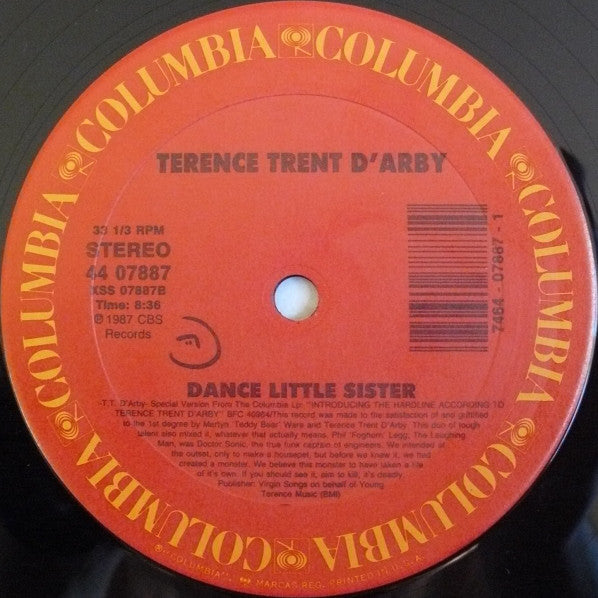 COLUMBIA COLUMBIA COLUMBIA COLUMBIA COLUMBIA COLUMBIA COLUMBIA
TERENCE TRENT D'ARBY
33 1/3 RPM
STEREO
44 07887
XSS 07887B
Time: 8:36
℗ 1987 CBS
Records
7464 - 07887 - 1
DANCE LITTLE SISTER
-T.T. D'Arby- Special Version From The Columbia Lp: "INTRODUCING THE HARDLINE ACCORDING TO
TERENCE TRENT D'ARBY" BFC 40964/This record was made to the satisfaction of and gratified
to the 1st degree by Martyn 'Teddy Bear' Ware and Terence Trent D'Arby. This duo of tough
talent also mixed it, whatever that actually means. Phil 'Foghorn' Legg, The Laughing
Man, was Doctor Sonic, the true funk captain of engineers. We intended at
the outset, only to make a housepet, but before we knew it, we had
created a monster. We believe this monster to have taken a life
of it's own. If you should see it, aim to kill, it's deadly.
Publisher: Virgin Songs on behalf of Young
Terence Music (BMI)
"COLUMBIA" MARCAS REG. PRINTED IN U.S.A.